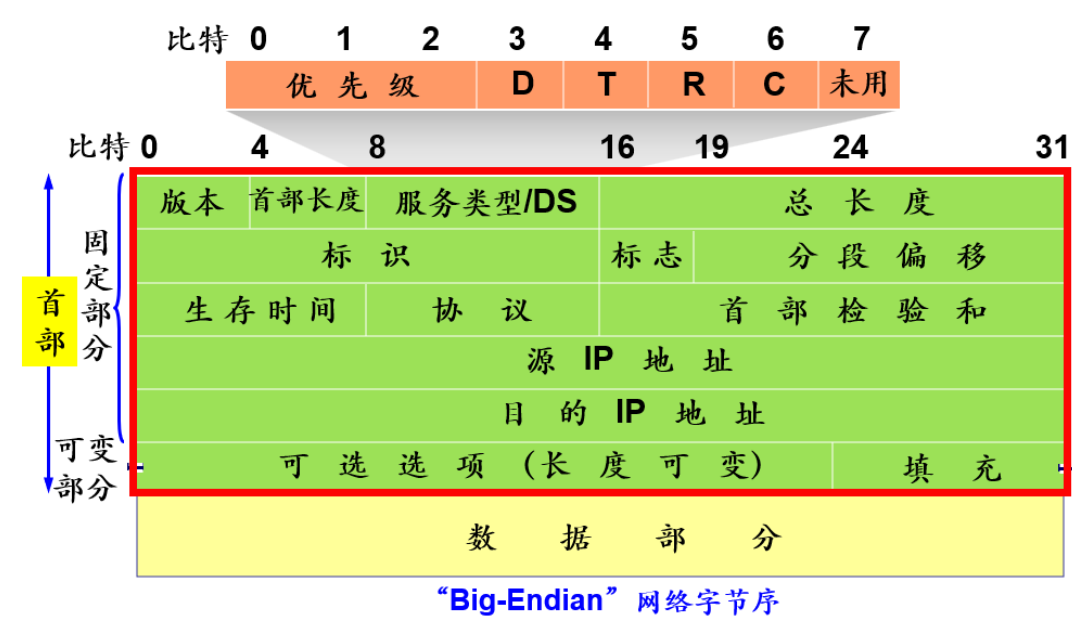 比特 0 1 2 3 4 5 6 7
优先级 D T R C 未用
比特 0 4 8 16 19 24 31
版本 首部长度 服务类型/DS 总长度
标识 标志 分段偏移
生存时间 协议 首部检验和
源 IP 地址
目的 IP 地址
可选选项(长度可变) 填充
数据部分
首部
固定部分
可变部分
“Big-Endian”网络字节序